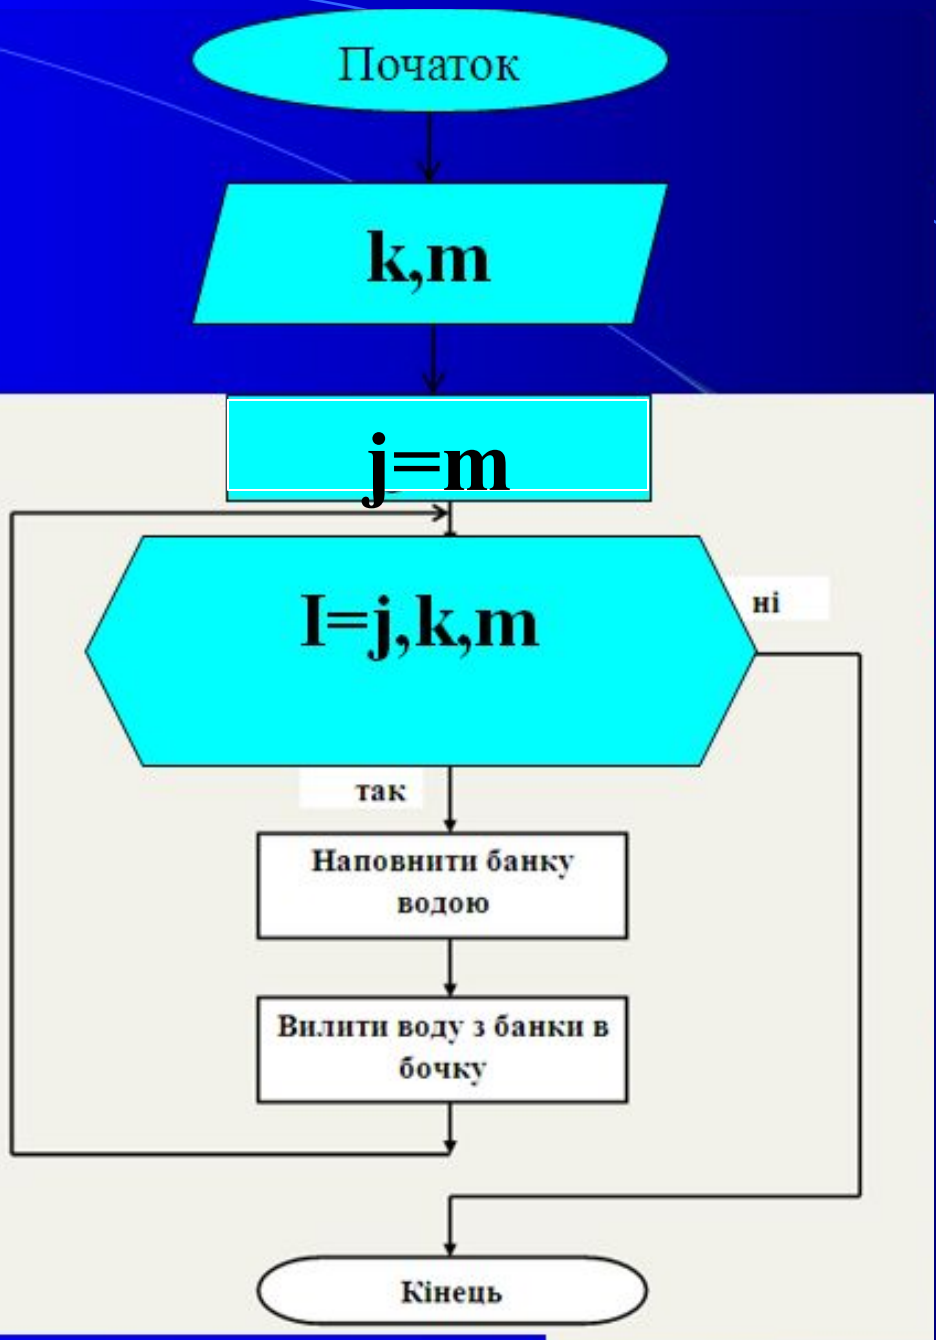 Початок
k,m
j=m
I=j,k,m
ні
так
Наповнити банку
водою
Вилити воду з банки в
бочку
Кінець